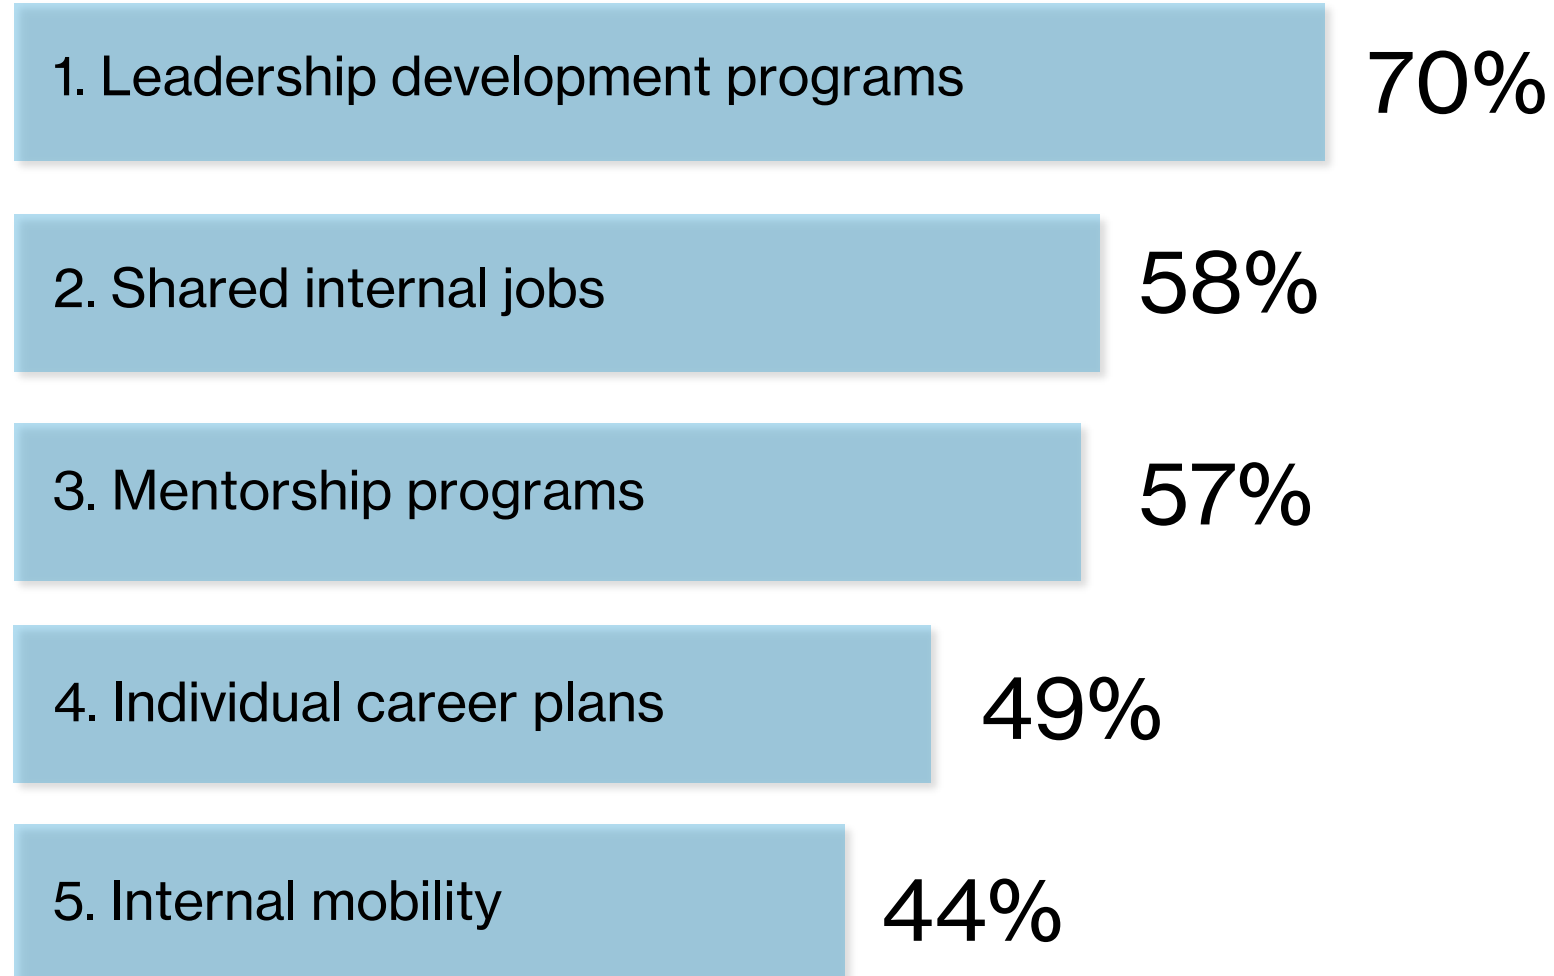 1. Leadership development programs 70%
2. Shared internal jobs 58%
3. Mentorship programs 57%
4. Individual career plans 49%
5. Internal mobility 44%